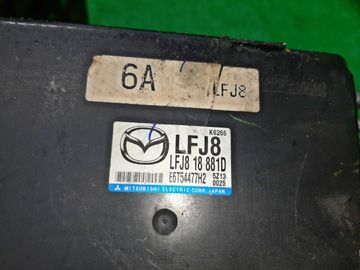 6A LFJ8
K6266
LFJ8
LFJ8 18 881D
E6T54477H2 5Z13
0025
MITSUBISHI ELECTRIC CORP. JAPAN